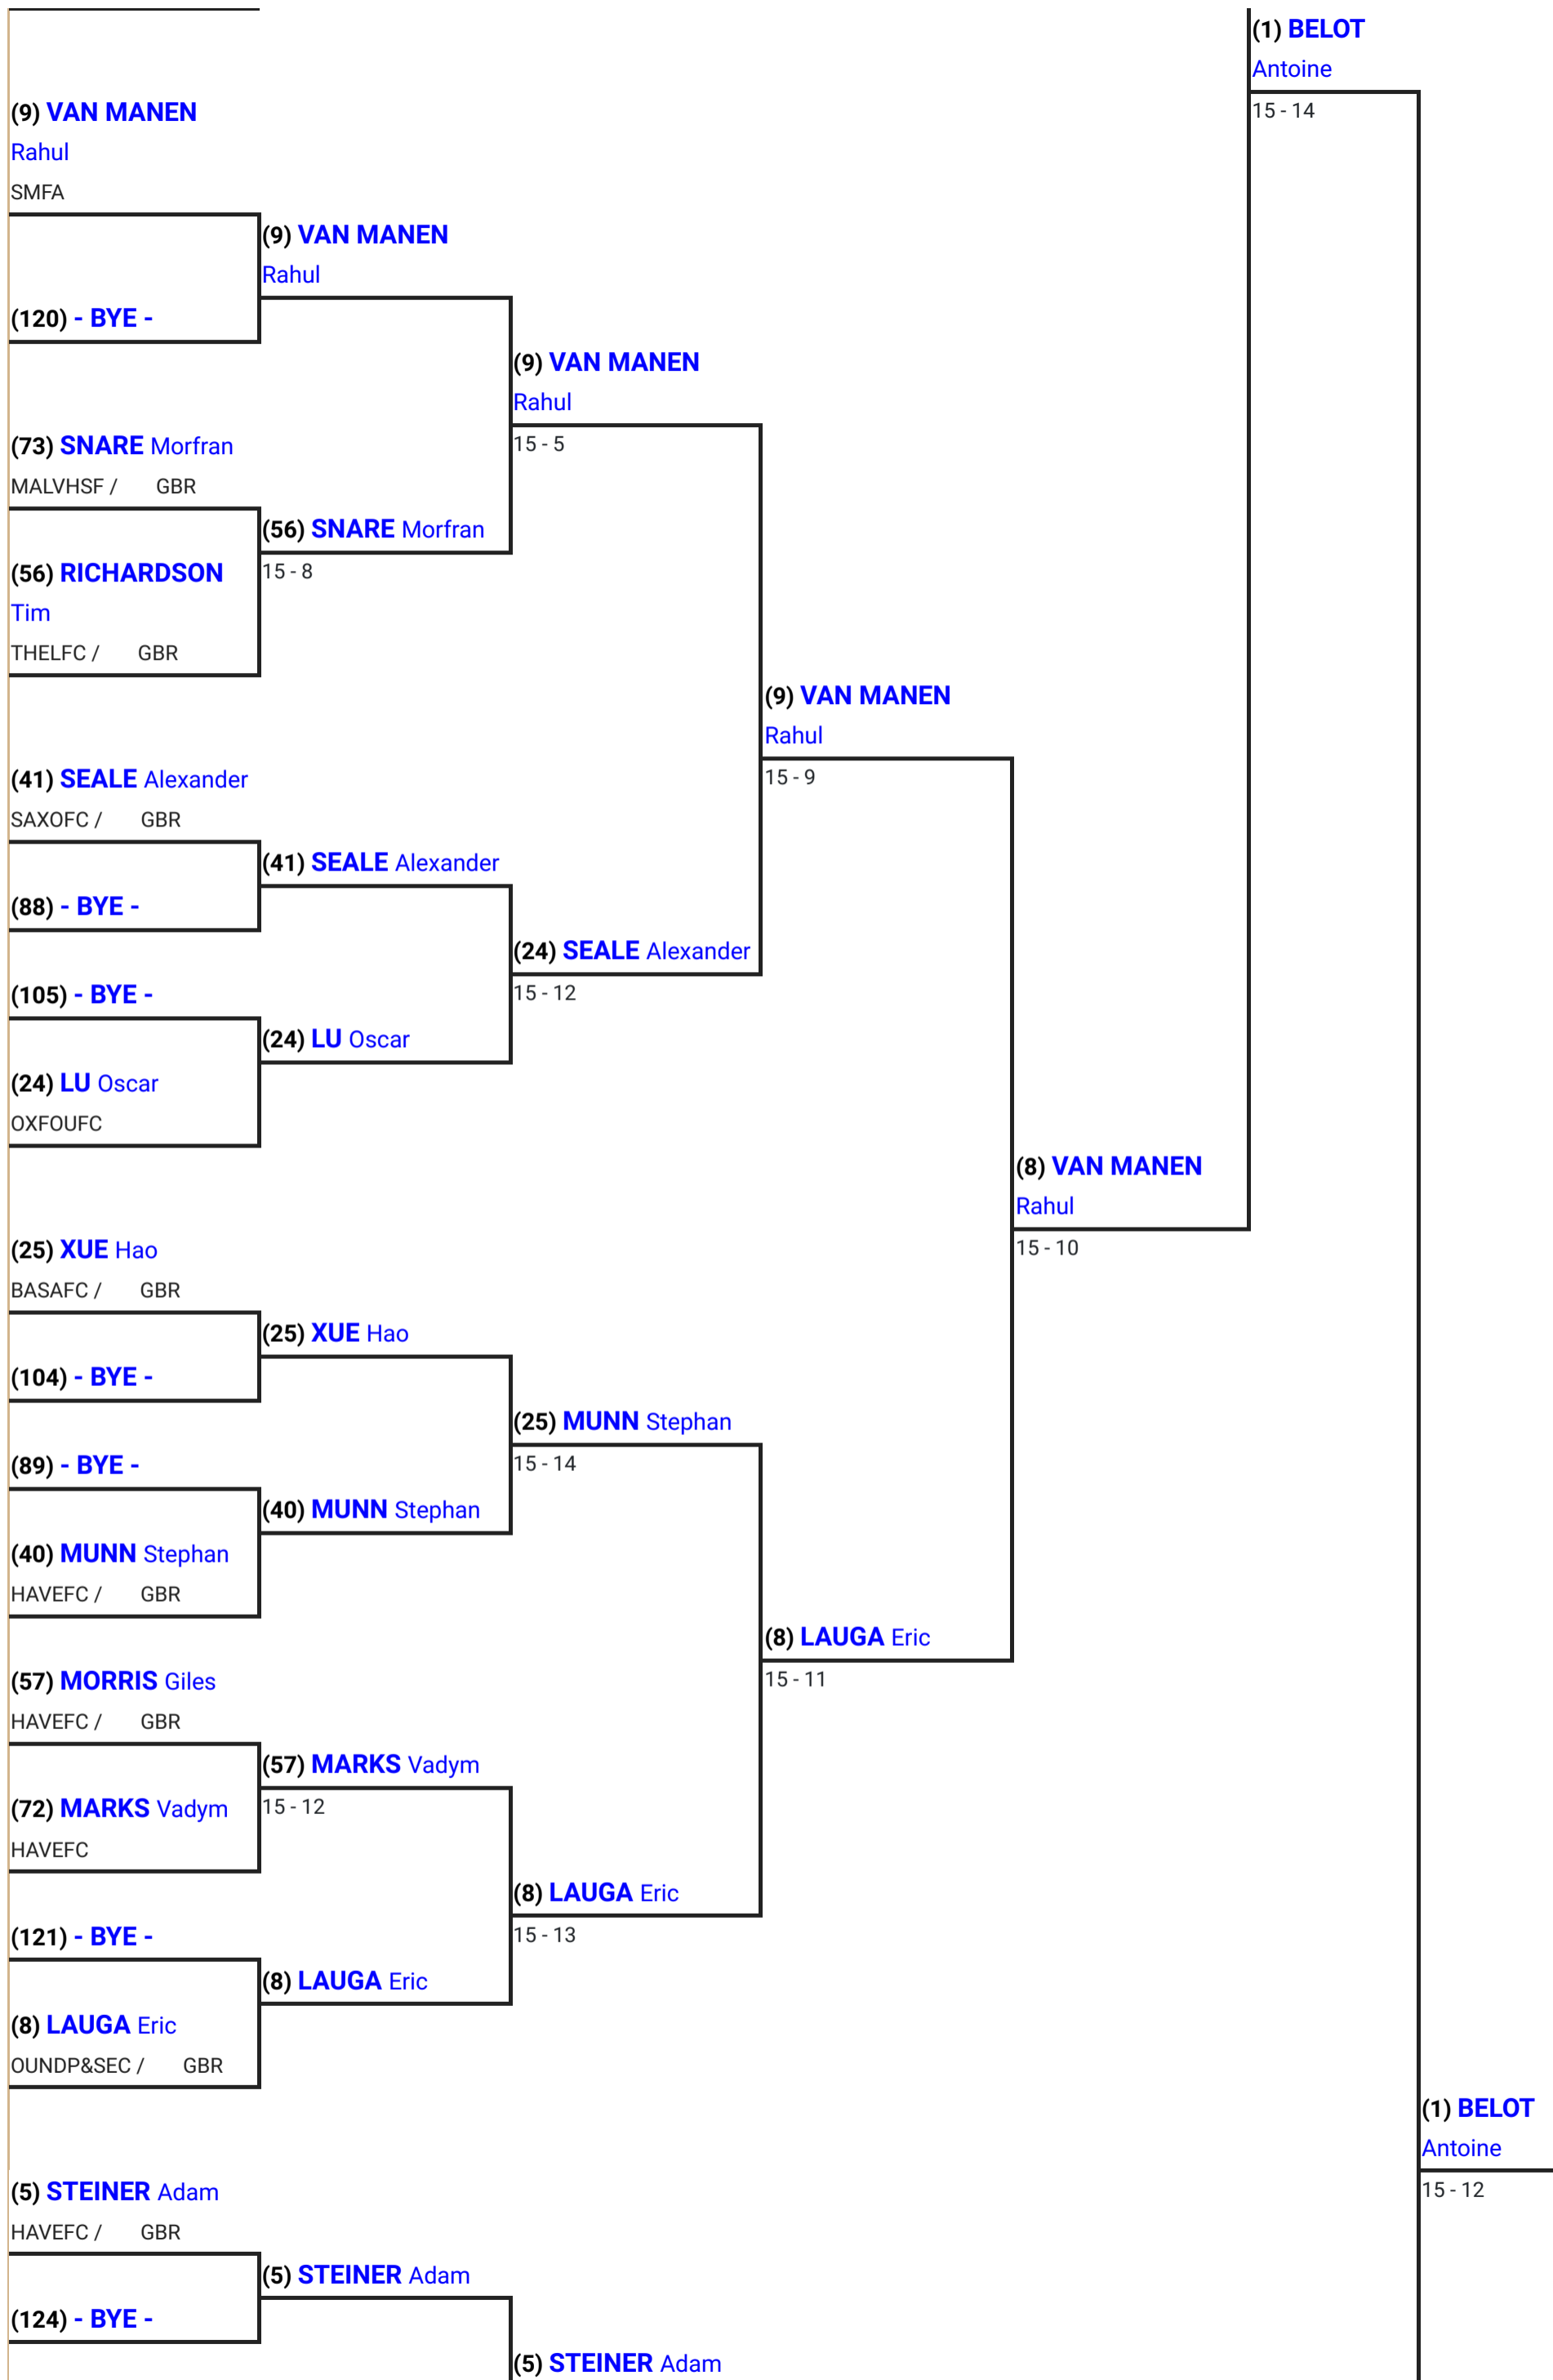 (1) BELOT
Antoine
15 - 14
(9) VAN MANEN
Rahul
SMFA
(9) VAN MANEN
Rahul
(120) - BYE -
(9) VAN MANEN
Rahul
15 - 5
(73) SNARE Morfran
MALVHSF / GBR
(56) SNARE Morfran
15 - 8
(56) RICHARDSON
Tim
THELFC / GBR
(9) VAN MANEN
Rahul
15 - 9
(41) SEALE Alexander
SAXOFC / GBR
(41) SEALE Alexander
(88) - BYE -
(24) SEALE Alexander
15 - 12
(105) - BYE -
(24) LU Oscar
(24) LU Oscar
OXFOUFC
(8) VAN MANEN
Rahul
15 - 10
(25) XUE Hao
BASAFC / GBR
(25) XUE Hao
(104) - BYE -
(25) MUNN Stephan
15 - 14
(89) - BYE -
(40) MUNN Stephan
(40) MUNN Stephan
HAVEFC / GBR
(8) LAUGA Eric
15 - 11
(57) MORRIS Giles
HAVEFC / GBR
(57) MARKS Vadym
15 - 12
(72) MARKS Vadym
HAVEFC
(8) LAUGA Eric
15 - 13
(121) - BYE -
(8) LAUGA Eric
(8) LAUGA Eric
OUNDP&SEC / GBR
(1) BELOT
Antoine
15 - 12
(5) STEINER Adam
HAVEFC / GBR
(5) STEINER Adam
(124) - BYE -
(5) STEINER Adam